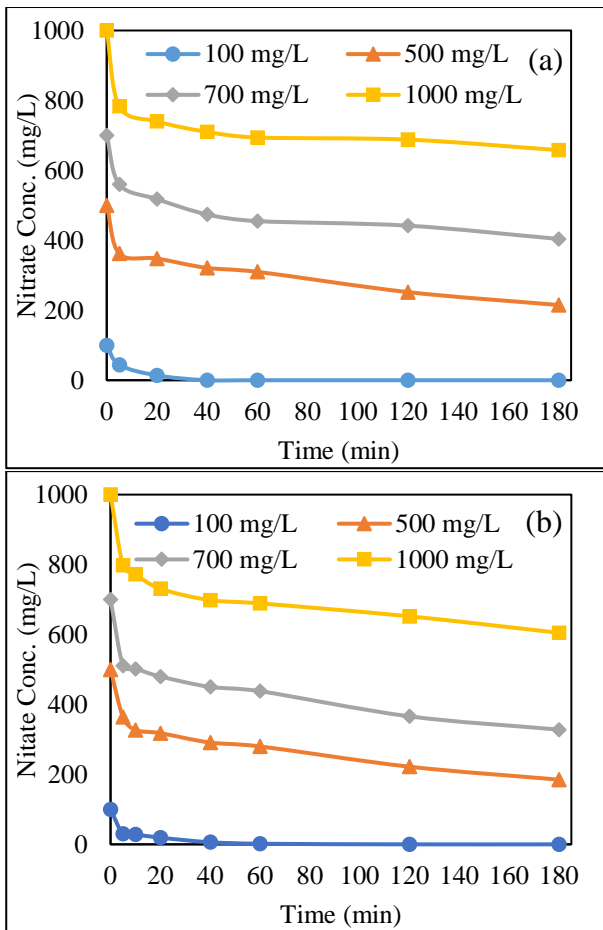 1000
100 mg/L
500 mg/L
(a)
700 mg/L
1000 mg/L
800
600
400
200
0
Nitrate Conc. (mg/L)
0 20 40 60 80 100 120 140 160 180
Time (min)
1000
100 mg/L
500 mg/L
(b)
700 mg/L
1000 mg/L
800
600
400
200
0
Nitate Conc. (mg/L)
0 20 40 60 80 100 120 140 160 180
Time (min)